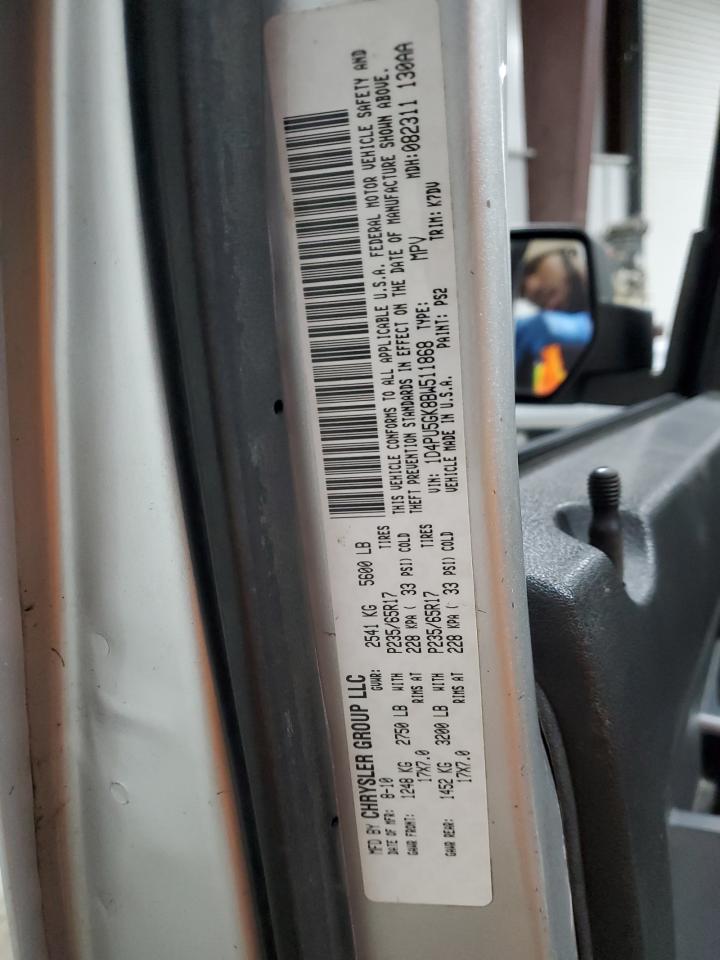 MFD BY CHRYSLER GROUP LLC
DATE OF MFR: 8-10 GVWR: 2541 KG 5600 LB
GAWR FRONT: 1248 KG 2750 LB WITH P235/65R17 TIRES
17X7.0 RIMS AT 228 KPA ( 33 PSI) COLD
GAWR REAR: 1452 KG 3200 LB WITH P235/65R17 TIRES
17X7.0 RIMS AT 228 KPA ( 33 PSI) COLD
THIS VEHICLE CONFORMS TO ALL APPLICABLE U.S.A. FEDERAL MOTOR VEHICLE SAFETY AND
THEFT PREVENTION STANDARDS IN EFFECT ON THE DATE OF MANUFACTURE SHOWN ABOVE.
VIN: 1D4PU5GK8BW511868 TYPE: MPV MDH:082311 130AA
VEHICLE MADE IN U.S.A. PAINT: PS2 TRIM: K7DV